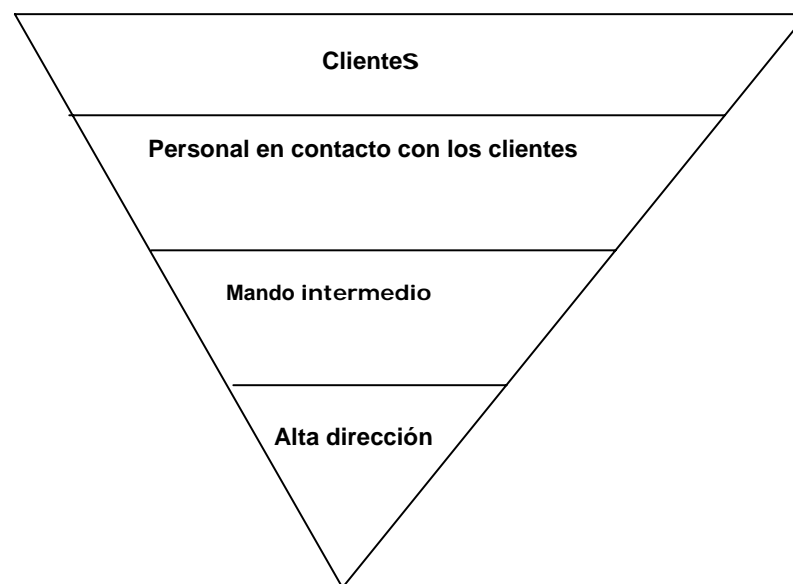 ClienteS
Personal en contacto con los clientes
Mando intermedio
Alta dirección